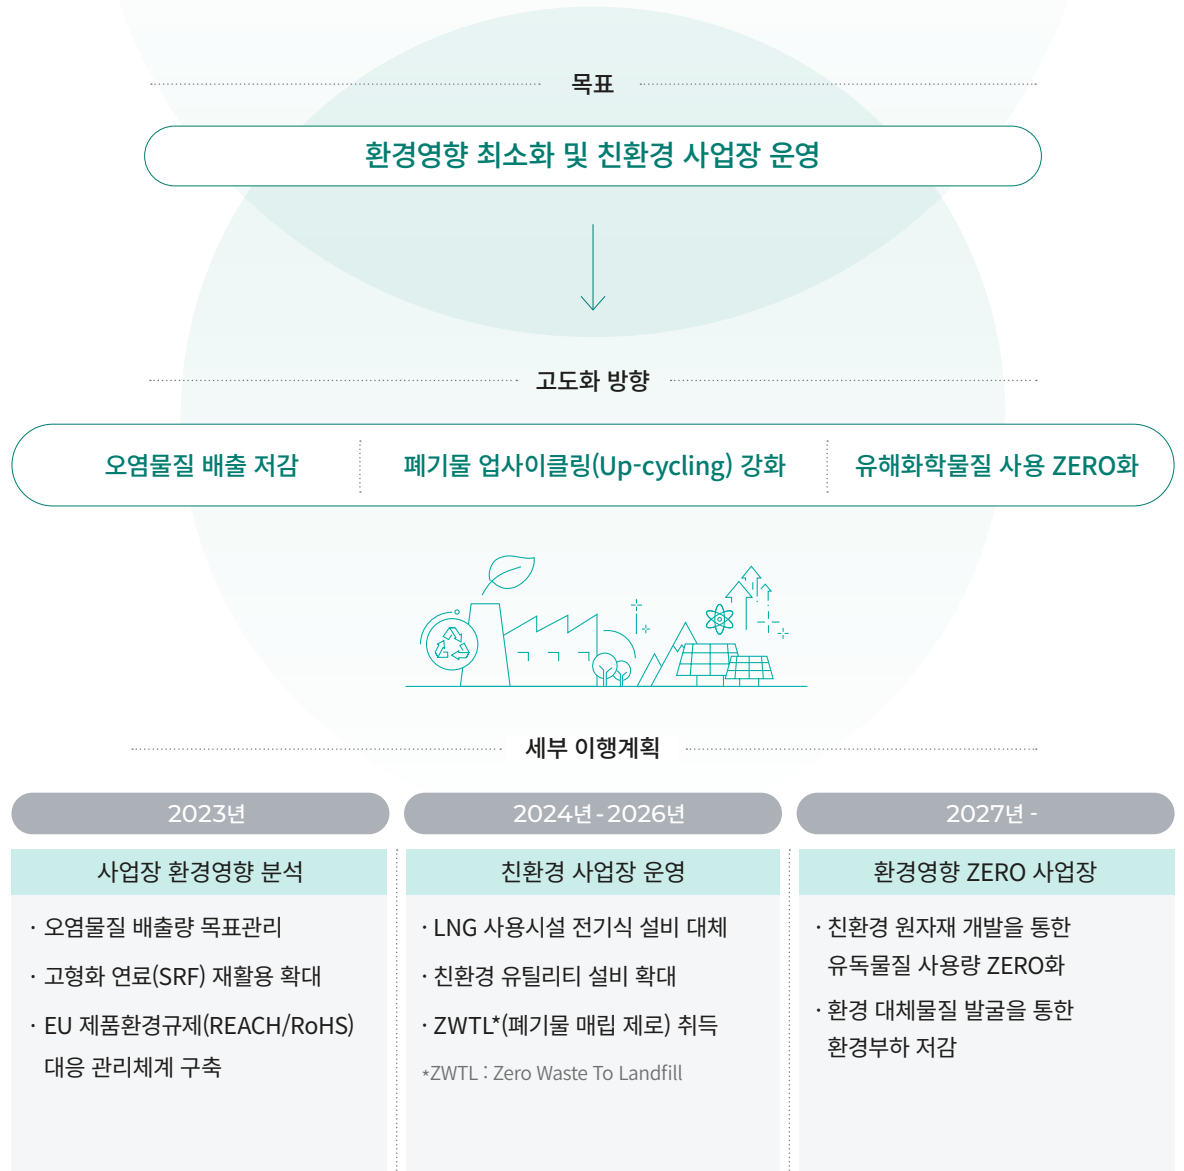 목표
환경영향 최소화 및 친환경 사업장 운영
고도화 방향
오염물질 배출 저감
폐기물 업사이클링(Up-cycling) 강화
유해화학물질 사용 ZERO화
세부 이행계획
2023년
사업장 환경영향 분석
· 오염물질 배출량 목표관리
· 고형화 연료(SRF) 재활용 확대
· EU 제품환경규제(REACH/RoHS)
대응 관리체계 구축
2024년 - 2026년
친환경 사업장 운영
· LNG 사용시설 전기식 설비 대체
· 친환경 유틸리티 설비 확대
· ZWTL*(폐기물 매립 제로) 취득
*ZWTL : Zero Waste To Landfill
2027년 -
환경영향 ZERO 사업장
· 친환경 원자재 개발을 통한
유독물질 사용량 ZERO화
· 환경 대체물질 발굴을 통한
환경부하 저감